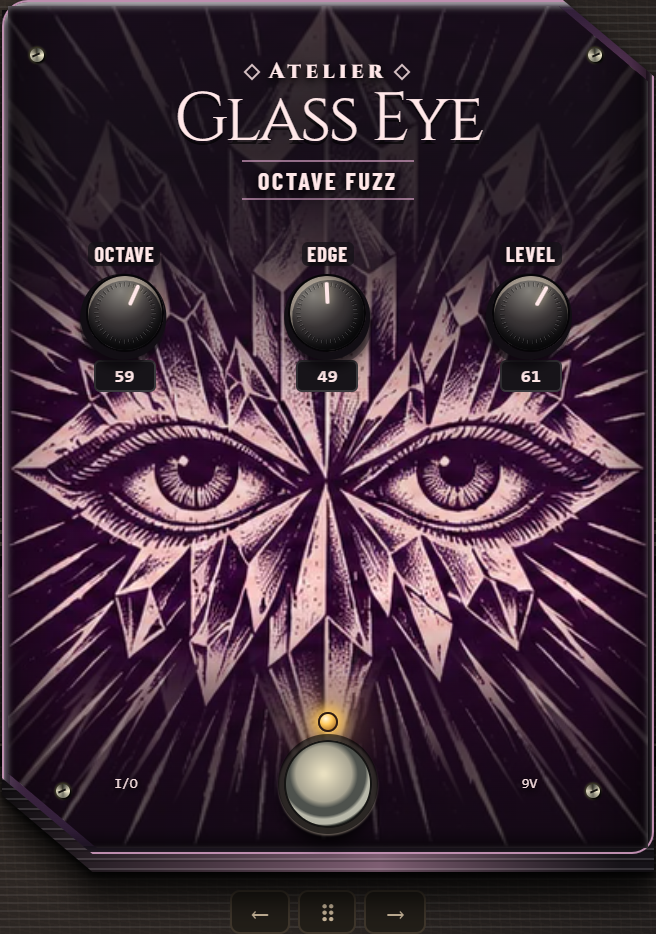 ATELIER
GLASS EYE
OCTAVE FUZZ
OCTAVE EDGE LEVEL
59 49 61
I/O 9V
← →